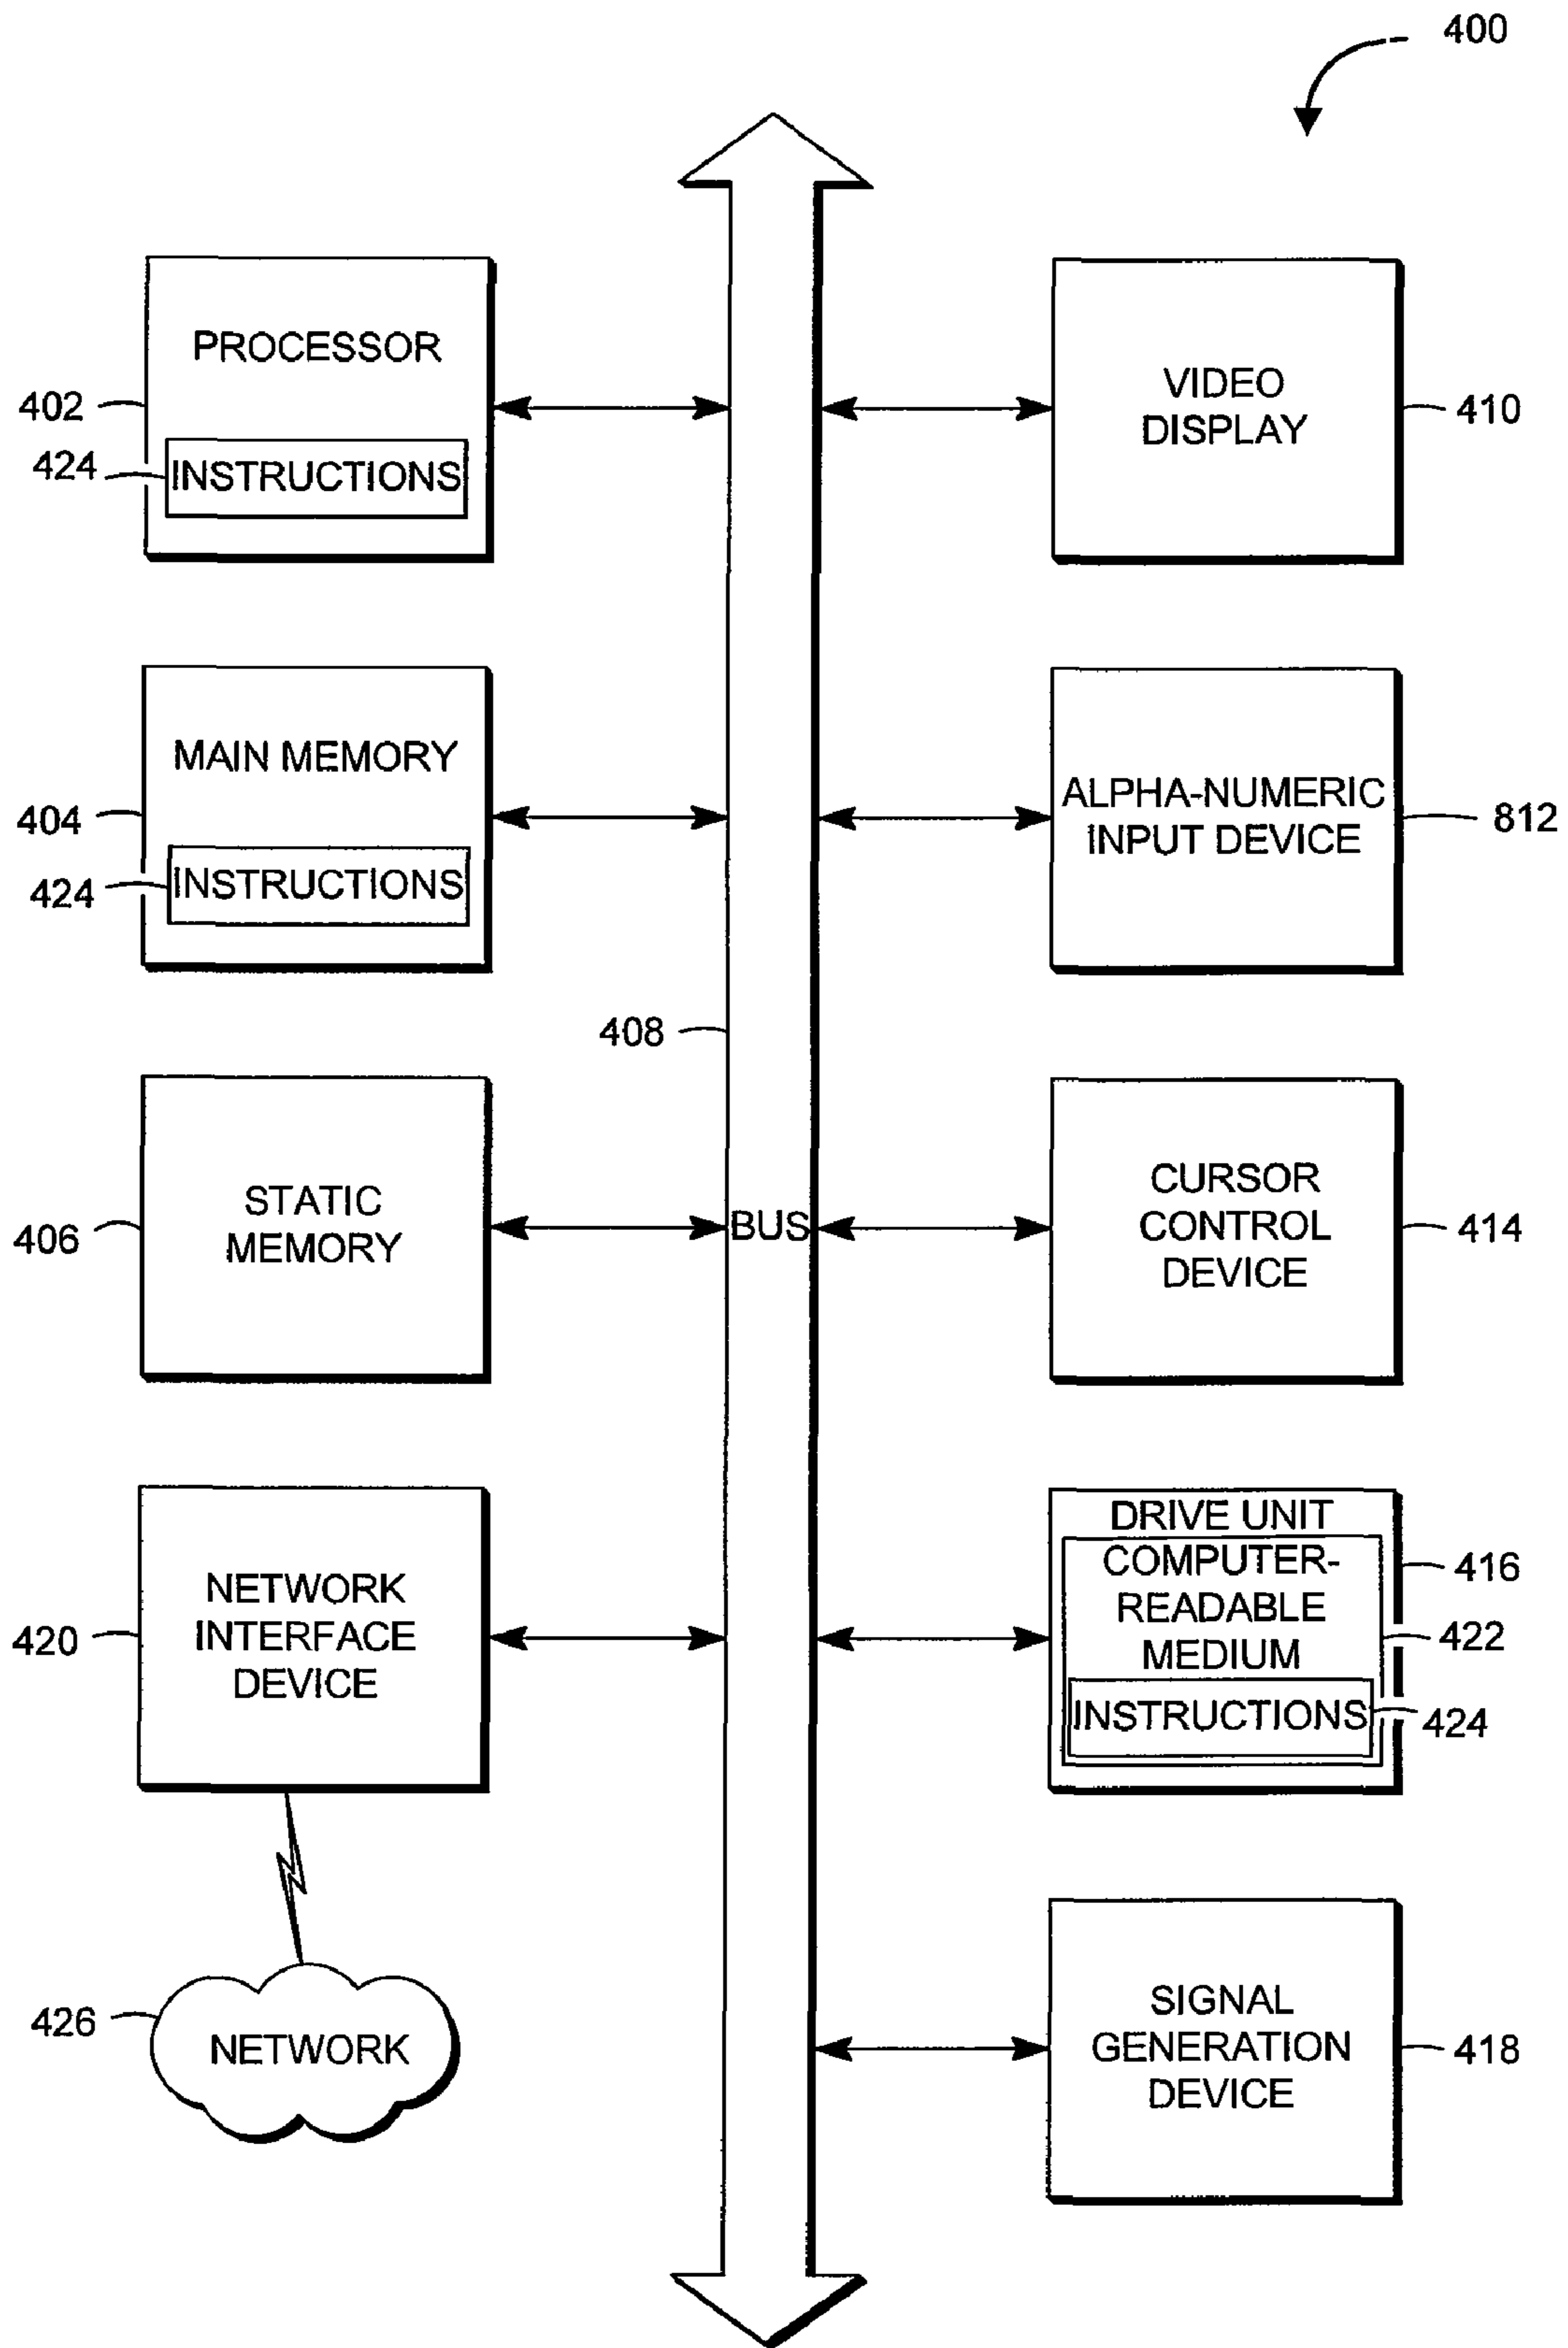 400
PROCESSOR
402
424
INSTRUCTIONS
VIDEO
DISPLAY
410
MAIN MEMORY
404
424
INSTRUCTIONS
ALPHA-NUMERIC
INPUT DEVICE
812
408
BUS
STATIC
MEMORY
406
CURSOR
CONTROL
DEVICE
414
NETWORK
INTERFACE
DEVICE
420
DRIVE UNIT
COMPUTER-
READABLE
MEDIUM
INSTRUCTIONS
416
422
424
426
NETWORK
SIGNAL
GENERATION
DEVICE
418